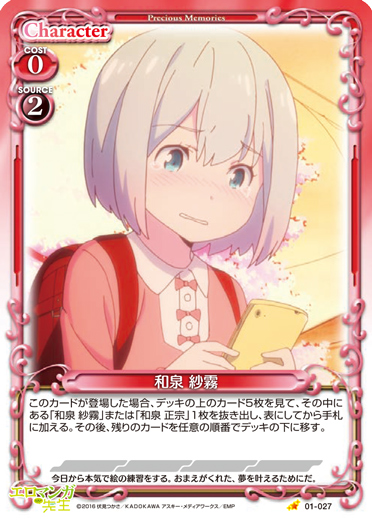 Precious Memories
Character
COST
0
SOURCE
2
和泉 紗霧
このカードが登場した場合、デッキの上のカード5枚を見て、その中に
ある「和泉 紗霧」または「和泉 正宗」1枚を抜き出し、表にしてから手札
に加える。その後、残りのカードを任意の順番でデッキの下に移す。
今日から本気で絵の練習をする。おまえがくれた、夢を叶えるためにだ。
エロマンガ
先生
©2016 伏見つかさ/KADOKAWA アスキー・メディアワークス/EMP
01-027